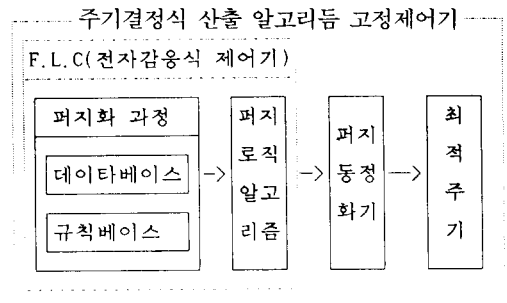 주기결정식 산출 알고리듬 고정제어기
F.L.C(전자감응식 제어기)
퍼지화 과정
데이타베이스
규칙베이스
퍼지
로직
알고
리즘
퍼지
동정
화기
최
적
주
기